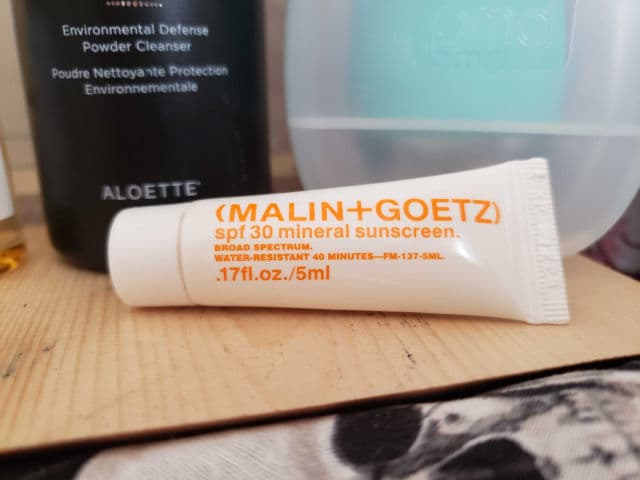 Environmental Defense
Powder Cleanser
Poudre Nettoyante Protection
Environnementale
ALOETTE
(MALIN+GOETZ)
spf 30 mineral sunscreen.
BROAD SPECTRUM.
WATER-RESISTANT 40 MINUTES—FM-137-5ML.
.17fl.oz./5ml